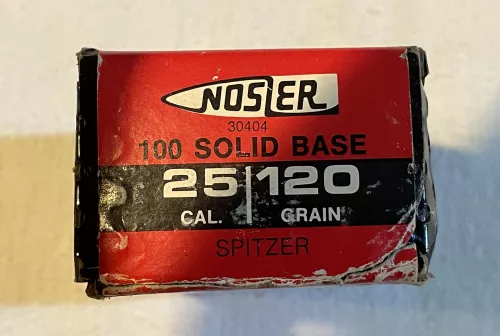 NOSLER
30404
100 SOLID BASE
25 120
CAL. GRAIN
SPITZER